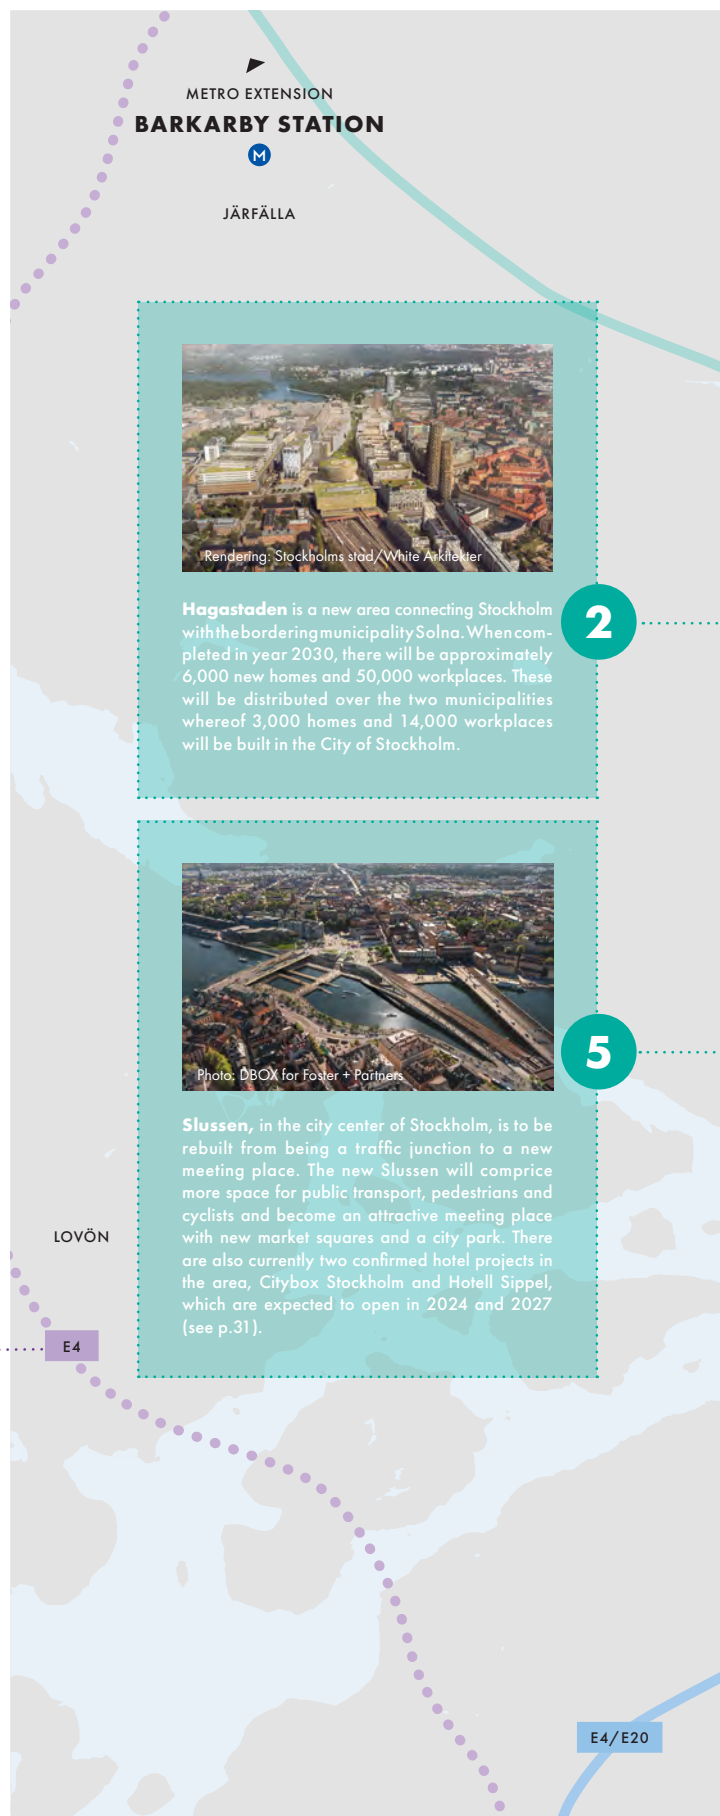 METRO EXTENSION
BARKARBY STATION
M
JÄRFÄLLA
Rendering: Stockholms stad/White Arkitekter
Hagastaden is a new area connecting Stockholm
with the bordering municipality Solna. When com-
pleted in year 2030, there will be approximately
6,000 new homes and 50,000 workplaces. These
will be distributed over the two municipalities
whereof 3,000 homes and 14,000 workplaces
will be built in the City of Stockholm.
2
Photo: DBOX for Foster + Partners
Slussen, in the city center of Stockholm, is to be
rebuilt from being a traffic junction to a new
meeting place. The new Slussen will comprice
more space for public transport, pedestrians and
cyclists and become an attractive meeting place
with new market squares and a city park. There
are also currently two confirmed hotel projects in
the area, Citybox Stockholm and Hotell Sippel,
which are expected to open in 2024 and 2027
(see p.31).
5
LOVÖN
E4
E4/E20